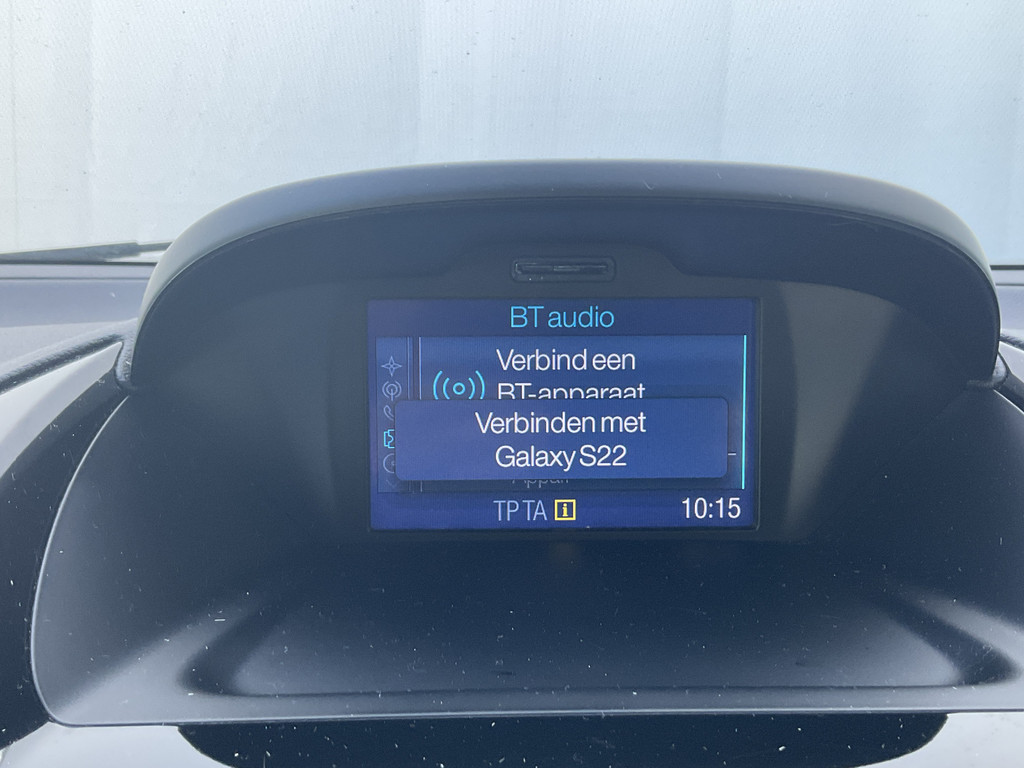 BT audio
Verbind een
BT-apparaat
Verbinden met
Galaxy S22
TP TA i
10:15